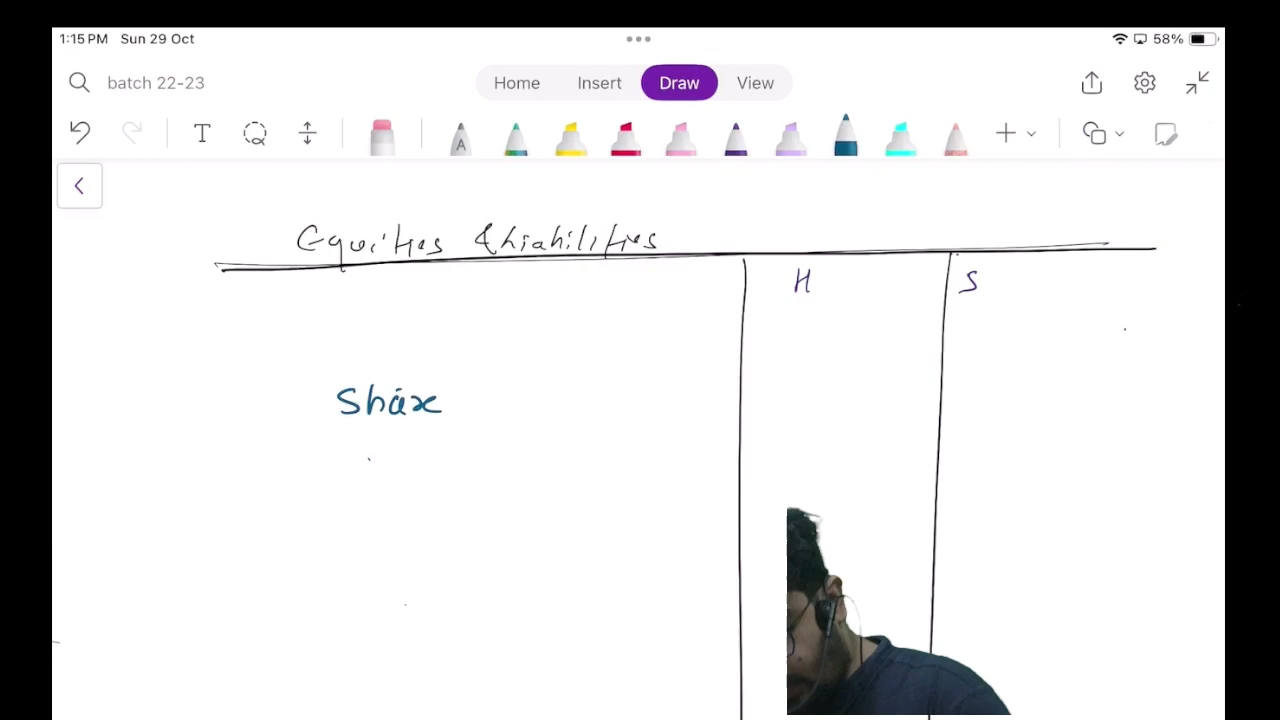 1:15 PM Sun 29 Oct
58%
batch 22-23
Home Insert Draw View
T
A
Equities & Liabilities
H S
Share